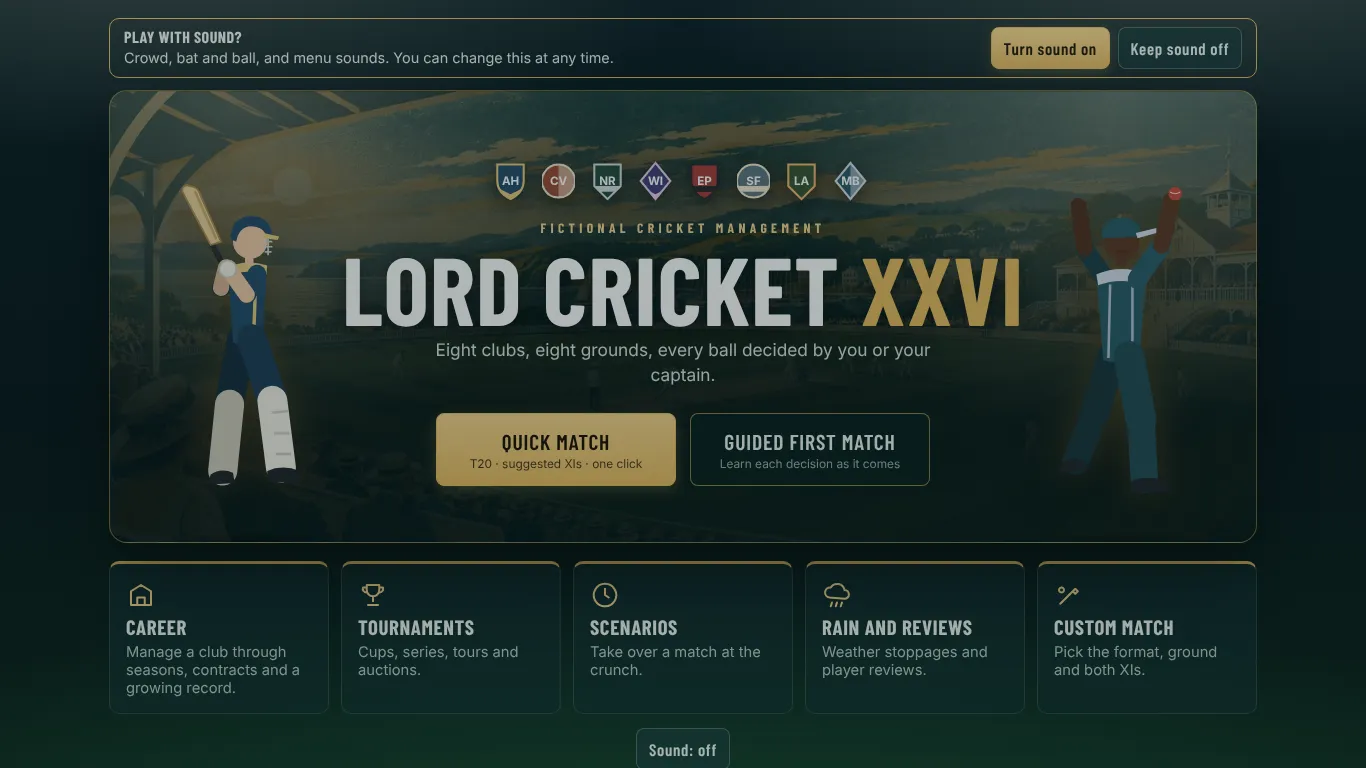 PLAY WITH SOUND?
Crowd, bat and ball, and menu sounds. You can change this at any time.
Turn sound on
Keep sound off
AH CV NR WI EP SF LA MB
FICTIONAL CRICKET MANAGEMENT
LORD CRICKET XXVI
Eight clubs, eight grounds, every ball decided by you or your
captain.
QUICK MATCH
T20 · suggested XIs · one click
GUIDED FIRST MATCH
Learn each decision as it comes
CAREER
Manage a club through
seasons, contracts and a
growing record.
TOURNAMENTS
Cups, series, tours and
auctions.
SCENARIOS
Take over a match at the
crunch.
RAIN AND REVIEWS
Weather stoppages and
player reviews.
CUSTOM MATCH
Pick the format, ground
and both XIs.
Sound: off